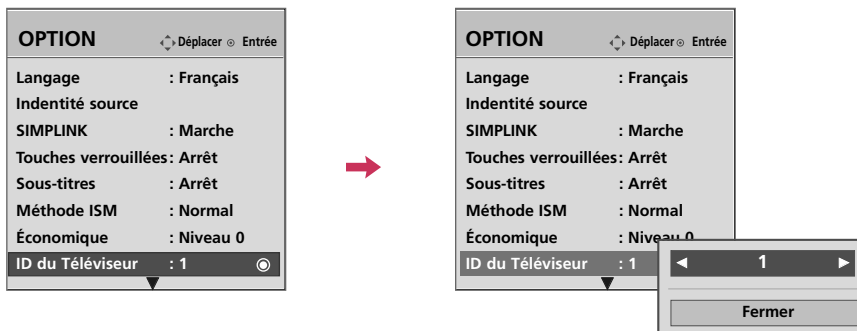 OPTION Déplacer Entrée
Langage : Français
Indentité source
SIMPLINK : Marche
Touches verrouillées: Arrêt
Sous-titres : Arrêt
Méthode ISM : Normal
Économique : Niveau 0
ID du Téléviseur : 1
OPTION Déplacer Entrée
Langage : Français
Indentité source
SIMPLINK : Marche
Touches verrouillées: Arrêt
Sous-titres : Arrêt
Méthode ISM : Normal
Économique : Niveau 0
ID du Téléviseur : 1
◄ 1 ►
Fermer